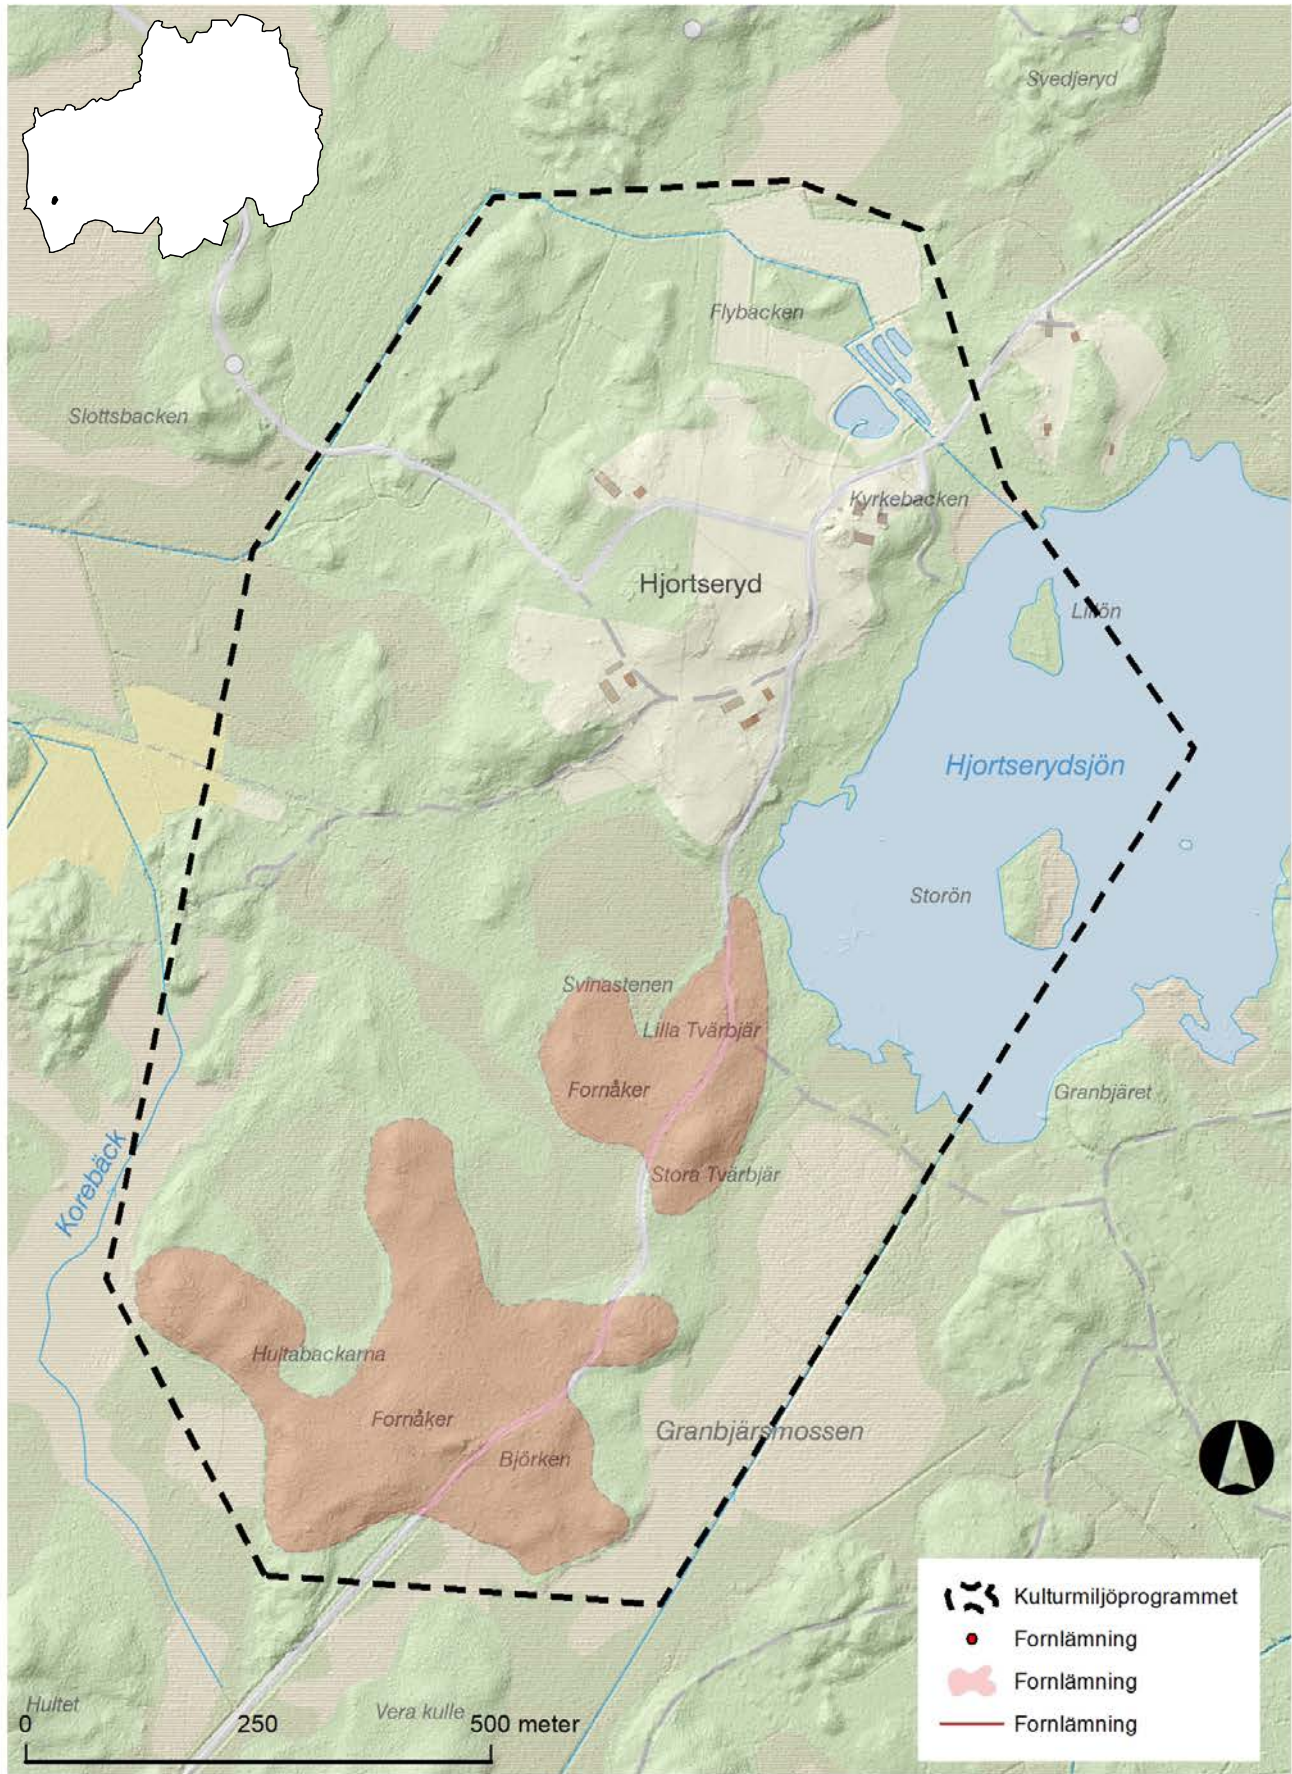 Svedjeryd
Flybacken
Slottsbacken
Kyrkebacken
Hjortseryd
Lillön
Hjortserydsjön
Storön
Svinastenen
Lilla Tvärbjär
Fornåker
Granbjäret
Stora Tvärbjär
Korebäck
Hultabackarna
Fornåker
Granbjärsmossen
Björken
Kulturmiljöprogrammet
Fornlämning
Fornlämning
Fornlämning
Hultet
Vera kulle
0 250 500 meter